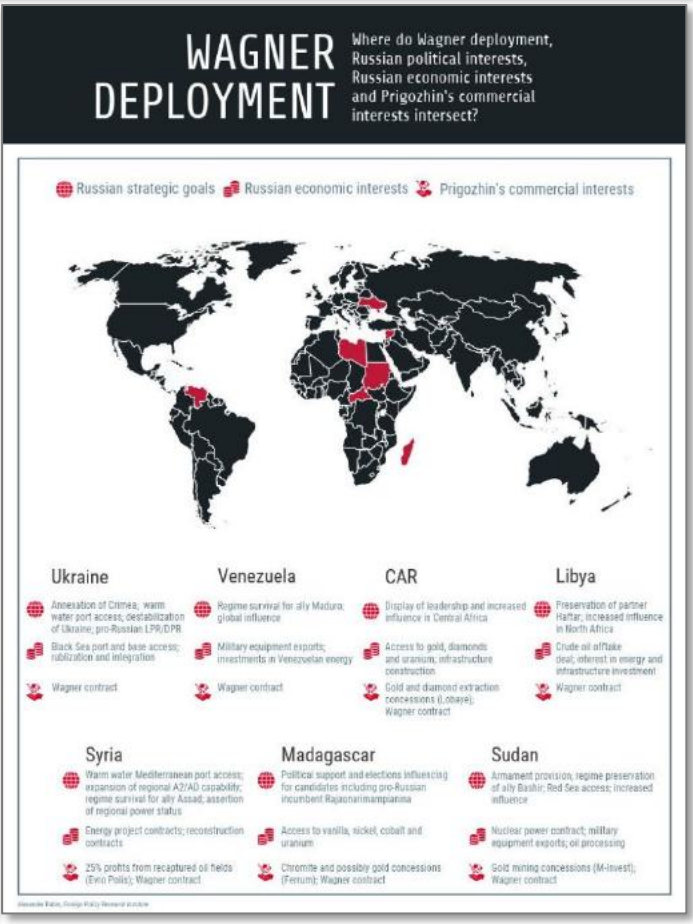 WAGNER
DEPLOYMENT
Where do Wagner deployment,
Russian political interests,
Russian economic interests
and Prigozhin's commercial
interests intersect?
Russian strategic goals
Russian economic interests
Prigozhin's commercial interests
Ukraine
Annexation of Crimea, warm
water port access; destabilization
of Ukraine; pro-Russian LPR/DPR
Black Sea port and base access;
rublization and integration
Wagner contract
Venezuela
Regime survival for ally Maduro;
global influence
Military equipment exports;
investments in Venezuelan energy
Wagner contract
CAR
Display of leadership and increased
influence in Central Africa
Access to gold, diamonds
and uranium, infrastructure
construction
Gold and diamond extraction
concessions (Lobaye);
Wagner contract
Libya
Preservation of partner
Haftar; increased influence
in North Africa
Crude oil offtake
deal; interest in energy and
infrastructure investment
Wagner contract
Syria
Warm water Mediterranean port access;
expansion of regional A2/AD capability;
regime survival for ally Assad; assertion
of regional power status
Energy project contracts; reconstruction
contracts
25% profits from recaptured oil fields
(Evro Polis); Wagner contract
Madagascar
Political support and elections influencing
for candidates including pro-Russian
incumbent Rajaonarimampianina
Access to vanilla, nickel, cobalt and
uranium
Chromite and possibly gold concessions
(Ferrum); Wagner contract
Sudan
Armament provision; regime preservation
of ally Bashir; Red Sea access; increased
influence
Nuclear power contract; military
equipment exports; oil processing
Gold mining concessions (M-Invest);
Wagner contract
Foreign Policy Research Institute